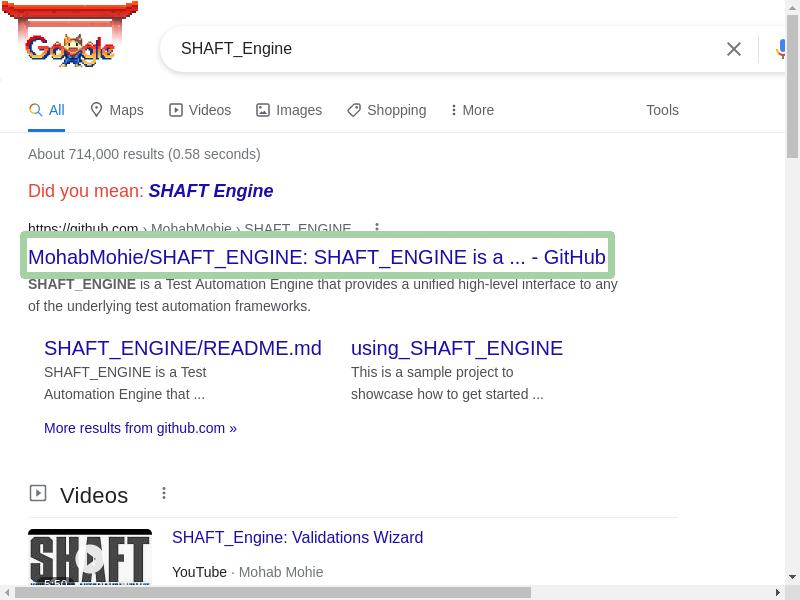 Google
SHAFT_Engine
All Maps Videos Images Shopping More Tools
About 714,000 results (0.58 seconds)
Did you mean: SHAFT Engine
https://github.com › MohabMohie › SHAFT_ENGINE
MohabMohie/SHAFT_ENGINE: SHAFT_ENGINE is a ... - GitHub
SHAFT_ENGINE is a Test Automation Engine that provides a unified high-level interface to any
of the underlying test automation frameworks.
SHAFT_ENGINE/README.md using_SHAFT_ENGINE
SHAFT_ENGINE is a Test This is a sample project to
Automation Engine that ... showcase how to get started ...
More results from github.com »
Videos
SHAFT
5:50
SHAFT_Engine: Validations Wizard
YouTube · Mohab Mohie